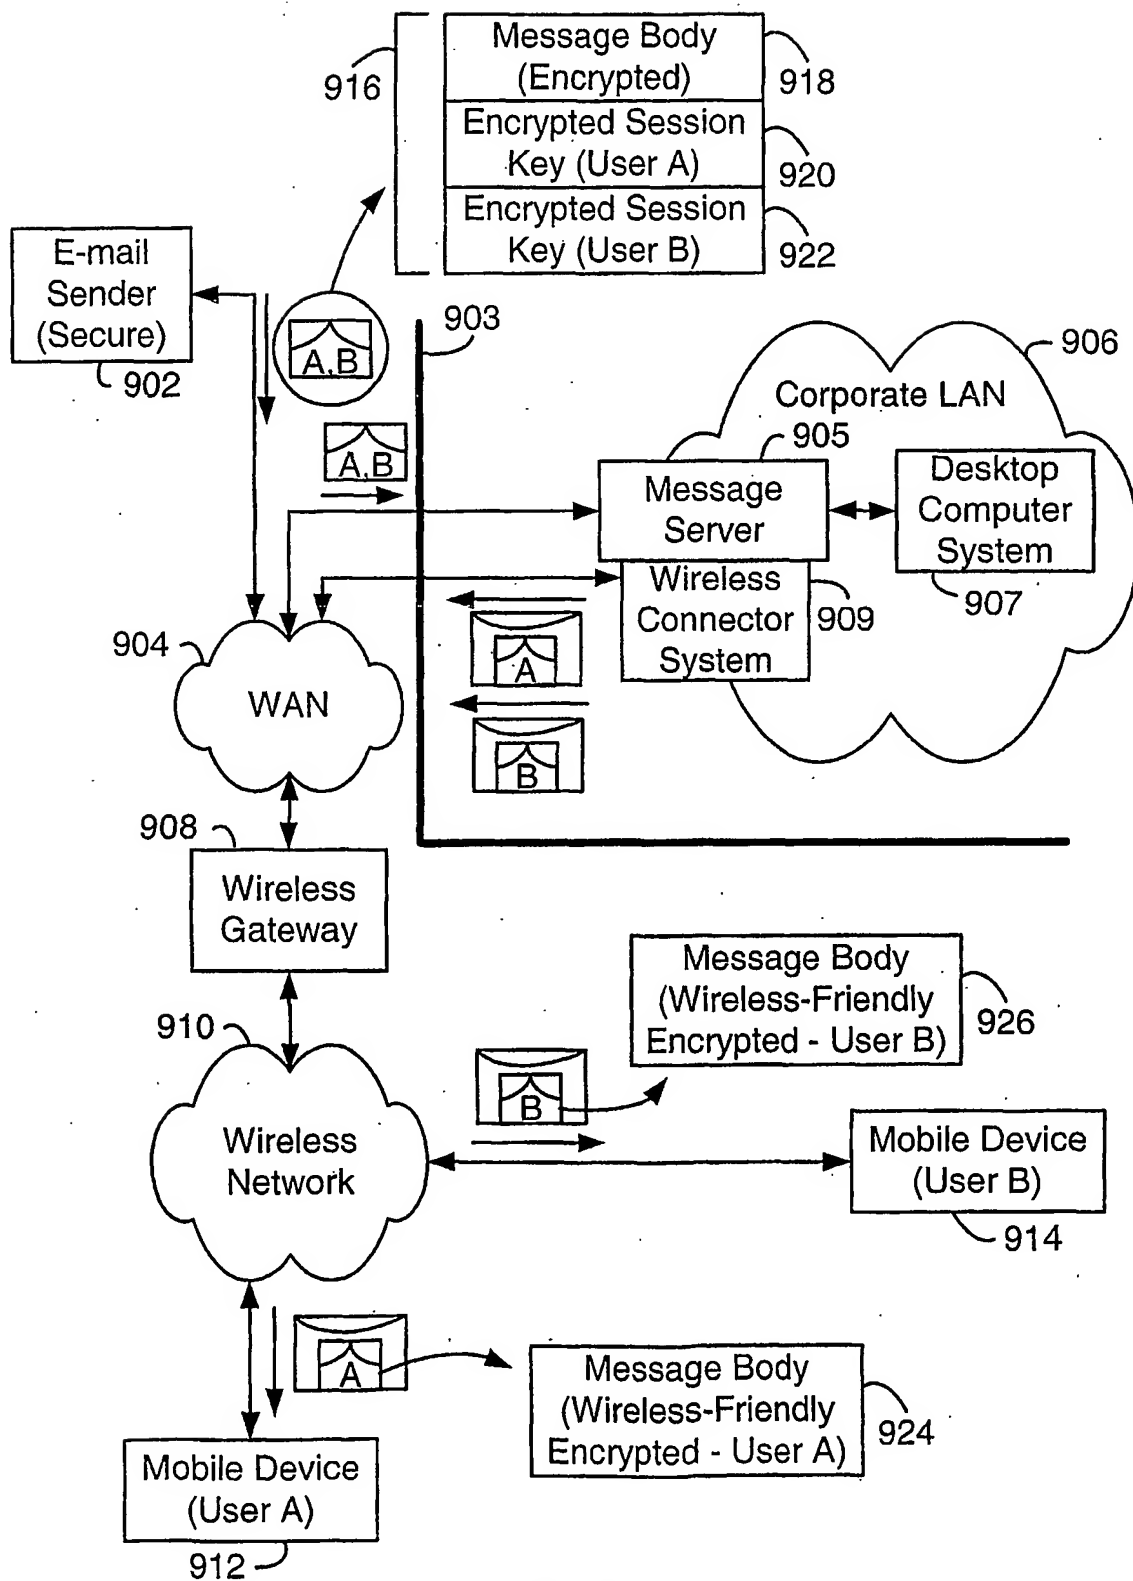 Message Body
(Encrypted)
916
918
Encrypted Session
Key (User A)
920
Encrypted Session
Key (User B)
922
E-mail
Sender
(Secure)
902
A,B
903
906
Corporate LAN
905
A,B
Message
Server
Desktop
Computer
System
907
Wireless
Connector
System
909
904
WAN
A
B
908
Wireless
Gateway
Message Body
(Wireless-Friendly
Encrypted - User B)
926
910
B
Wireless
Network
Mobile Device
(User B)
914
A
Message Body
(Wireless-Friendly
Encrypted - User A)
924
Mobile Device
(User A)
912